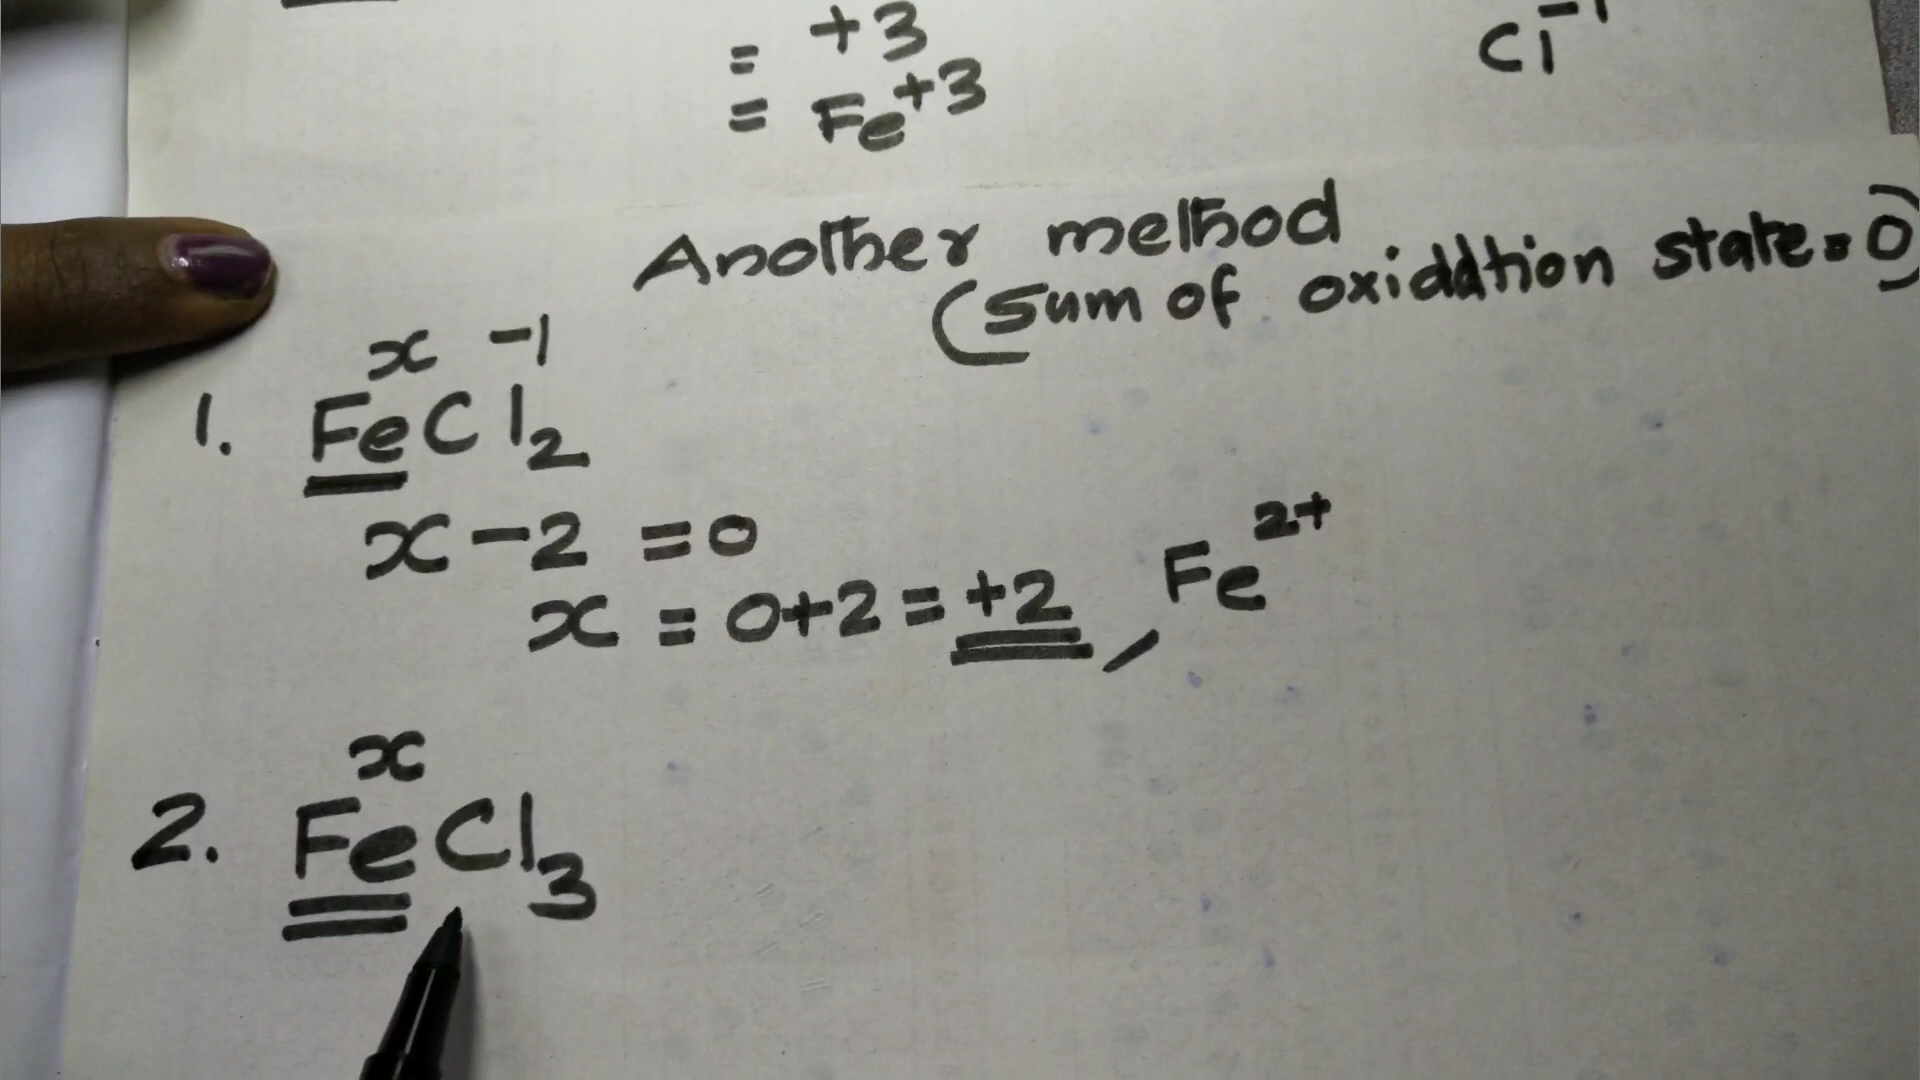 = +3
= Fe⁺³
Cl⁻¹
Another method
(Sum of oxidation state = 0)
x -1
1. FeCl₂
x - 2 = 0
x = 0+2 = +2, Fe²⁺
x
2. FeCl₃